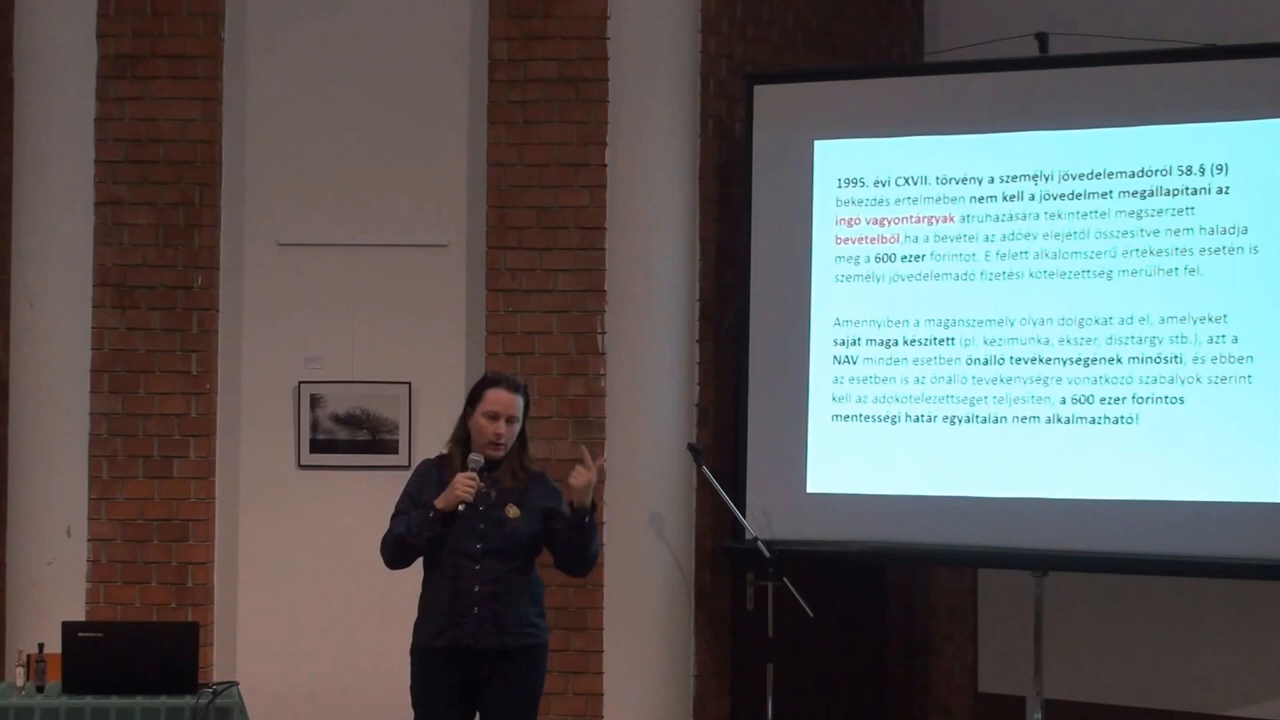 1995. évi CXVII. törvény a személyi jövedelemadóról 58.§ (9)
bekezdés értelmében nem kell a jövedelmet megállapítani az
ingó vagyontárgyak átruházására tekintettel megszerzett
bevételből, ha a bevétel az adóév elejétől összesítve nem haladja
meg a 600 ezer forintot. E felett alkalomszerű értékesítés esetén is
személyi jövedelemadó fizetési kötelezettség merülhet fel.
Amennyiben a magánszemély olyan dolgokat ad el, amelyeket
saját maga készített (pl. kézimunka, ékszer, dísztárgy stb.), azt a
NAV minden esetben önálló tevékenységének minősíti, és ebben
az esetben is az önálló tevékenységre vonatkozó szabályok szerint
kell az adókötelezettséget teljesíteni, a 600 ezer forintos
mentességi határ egyáltalán nem alkalmazható!